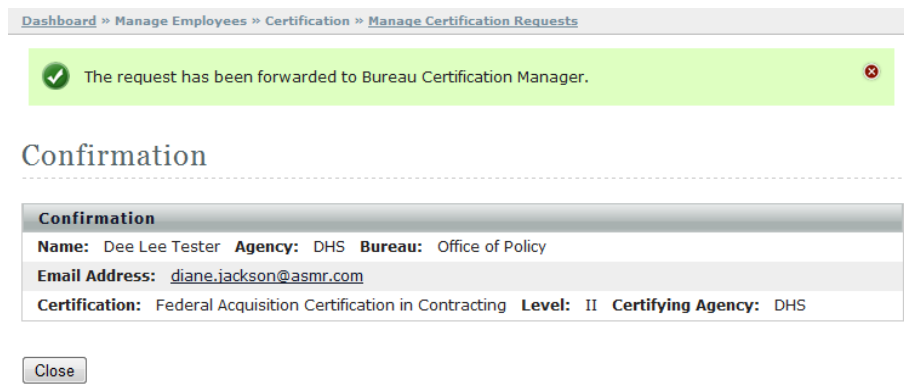 Dashboard » Manage Employees » Certification » Manage Certification Requests
The request has been forwarded to Bureau Certification Manager.
Confirmation
Confirmation
Name: Dee Lee Tester Agency: DHS Bureau: Office of Policy
Email Address: diane.jackson@asmr.com
Certification: Federal Acquisition Certification in Contracting Level: II Certifying Agency: DHS
Close